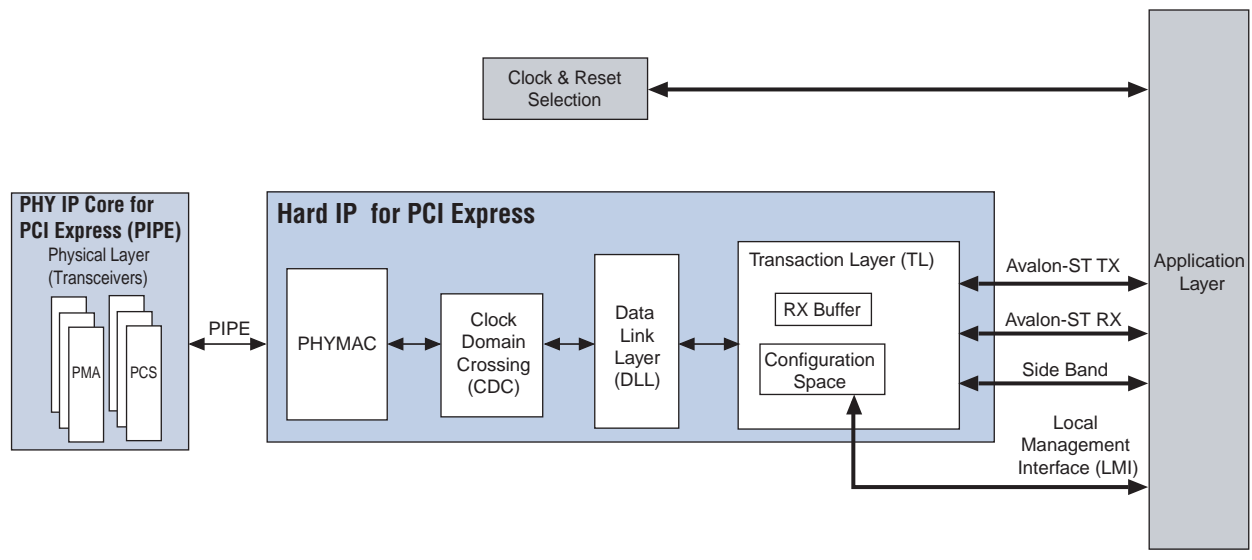 Clock & Reset
Selection
PHY IP Core for
PCI Express (PIPE)
Physical Layer
(Transceivers)
PMA
PCS
PIPE
Hard IP for PCI Express
PHYMAC
Clock
Domain
Crossing
(CDC)
Data
Link
Layer
(DLL)
Transaction Layer (TL)
RX Buffer
Configuration
Space
Avalon-ST TX
Avalon-ST RX
Side Band
Local
Management
Interface (LMI)
Application
Layer